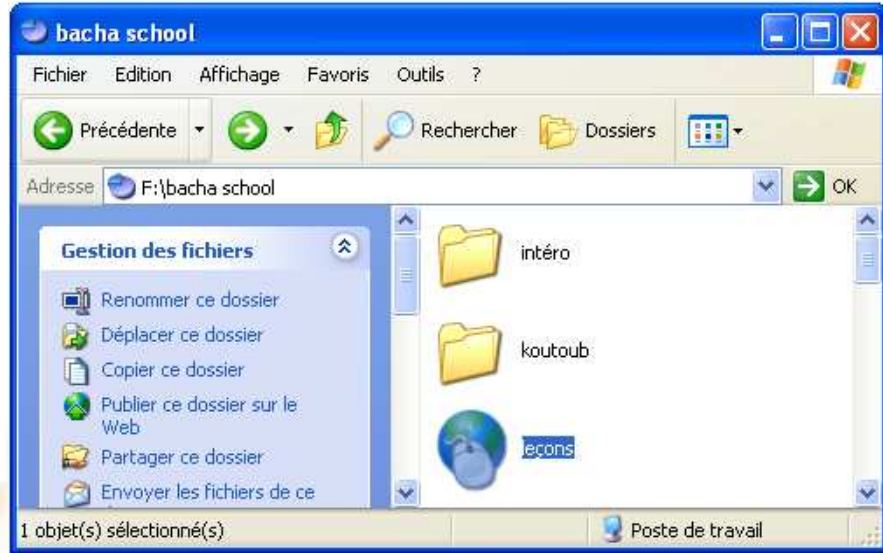 bacha school
Fichier Edition Affichage Favoris Outils ?
Précédente Rechercher Dossiers
Adresse F:\bacha school OK
Gestion des fichiers
Renommer ce dossier
Déplacer ce dossier
Copier ce dossier
Publier ce dossier sur le
Web
Partager ce dossier
Envoyer les fichiers de ce
intéro
koutoub
leçons
1 objet(s) sélectionné(s) Poste de travail